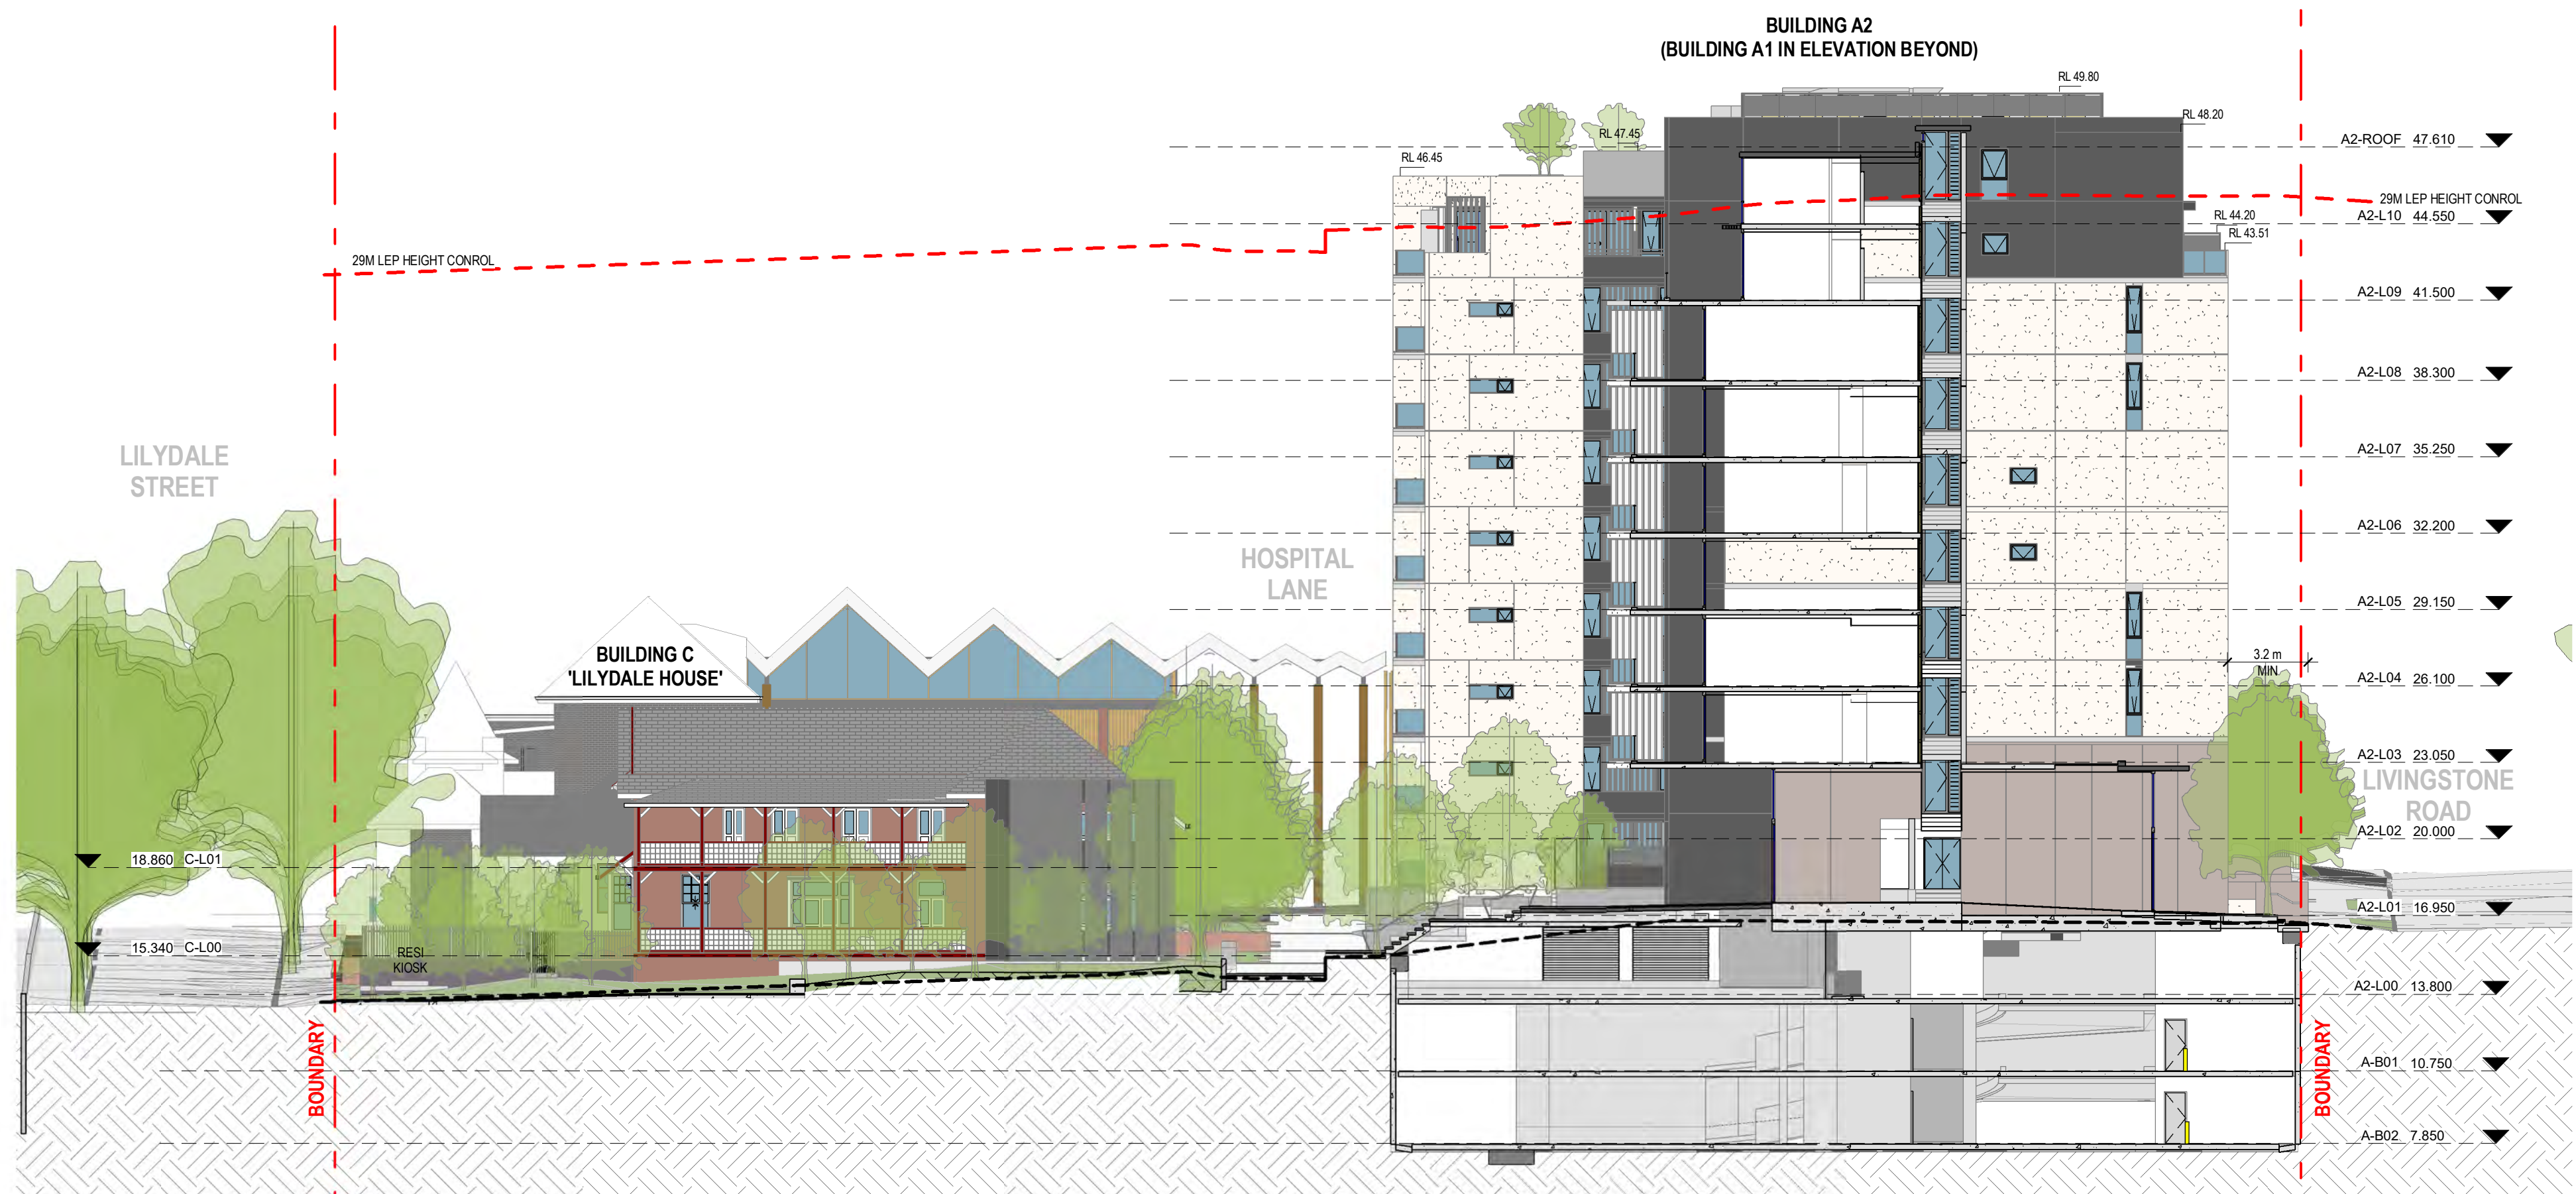 BUILDING A2
(BUILDING A1 IN ELEVATION BEYOND)
RL 49.80
RL 48.20
RL 47.45
RL 46.45
A2-ROOF 47.610
29M LEP HEIGHT CONROL
A2-L10 44.550
RL 44.20
RL 43.51
29M LEP HEIGHT CONROL
A2-L09 41.500
A2-L08 38.300
LILYDALE
STREET
A2-L07 35.250
A2-L06 32.200
HOSPITAL
LANE
A2-L05 29.150
BUILDING C
'LILYDALE HOUSE'
3.2 m
MIN
A2-L04 26.100
A2-L03 23.050
LIVINGSTONE
ROAD
A2-L02 20.000
18.860 C-L01
A2-L01 16.950
15.340 C-L00
RESI
KIOSK
A2-L00 13.800
BOUNDARY
BOUNDARY
A-B01 10.750
A-B02 7.850